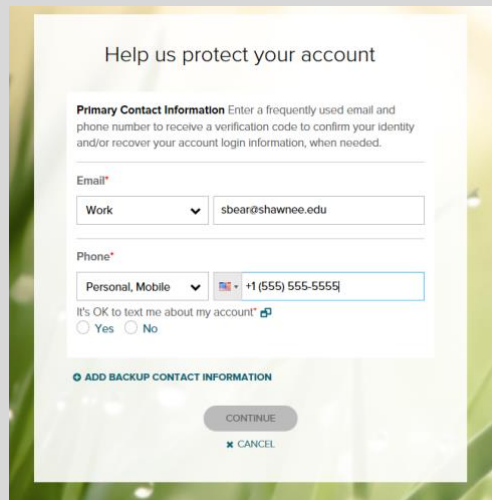 Help us protect your account
Primary Contact Information Enter a frequently used email and
phone number to receive a verification code to confirm your identity
and/or recover your account login information, when needed.
Email*
Work sbear@shawnee.edu
Phone*
Personal, Mobile +1 (555) 555-5555
It's OK to text me about my account*
Yes No
ADD BACKUP CONTACT INFORMATION
CONTINUE
CANCEL